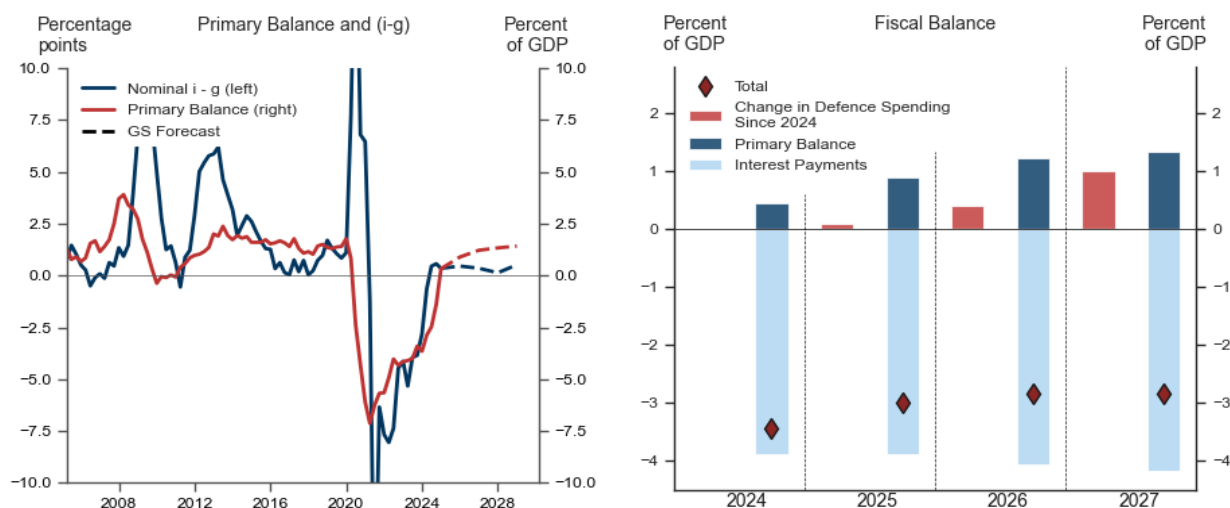 Percentage
points
Primary Balance and (i-g)
Percent
of GDP
10.0
7.5
5.0
2.5
0.0
−2.5
−5.0
−7.5
−10.0
Nominal i - g (left)
Primary Balance (right)
GS Forecast
10.0
7.5
5.0
2.5
0.0
−2.5
−5.0
−7.5
−10.0
2008
2012
2016
2020
2024
2028
Percent
of GDP
Fiscal Balance
Percent
of GDP
2
1
0
−1
−2
−3
−4
Total
Change in Defence Spending
Since 2024
Primary Balance
Interest Payments
2
1
0
−1
−2
−3
−4
2024
2025
2026
2027